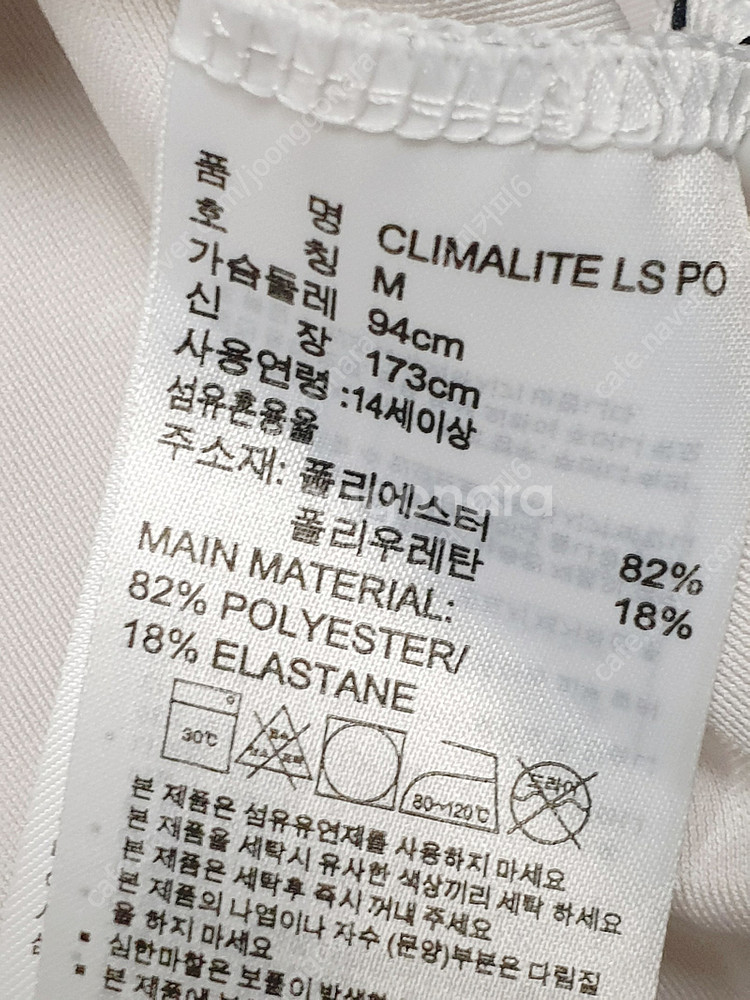 품 명 CLIMALITE LS PO
호 칭 M
가슴둘레 94cm
신 장 173cm
사용연령 :14세이상
섬유혼용율
주소재: 폴리에스터 82%
폴리우레탄 18%
MAIN MATERIAL:
82% POLYESTER/
18% ELASTANE
30℃
80~120℃
드라이
본 제품은 섬유유연제를 사용하지 마세요
본 제품을 세탁시 유사한 색상끼리 세탁 하세요
본 제품은 세탁후 즉시 꺼내 주세요
본 제품의 나염이나 자수 (문양)부분은 다림질
을 하지 마세요
심한마찰은 보풀이
본 제품에
joonggonara